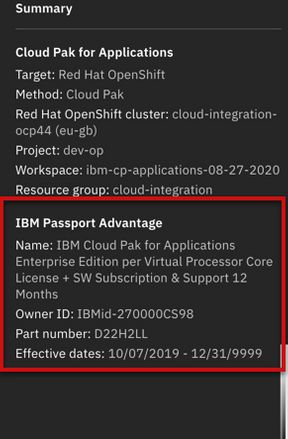 Summary
Cloud Pak for Applications
Target: Red Hat OpenShift
Method: Cloud Pak
Red Hat OpenShift cluster: cloud-integration-
ocp44 (eu-gb)
Project: dev-op
Workspace: ibm-cp-applications-08-27-2020
Resource group: cloud-integration
IBM Passport Advantage
Name: IBM Cloud Pak for Applications
Enterprise Edition per Virtual Processor Core
License + SW Subscription & Support 12
Months
Owner ID: IBMid-270000CS98
Part number: D22H2LL
Effective dates: 10/07/2019 - 12/31/9999